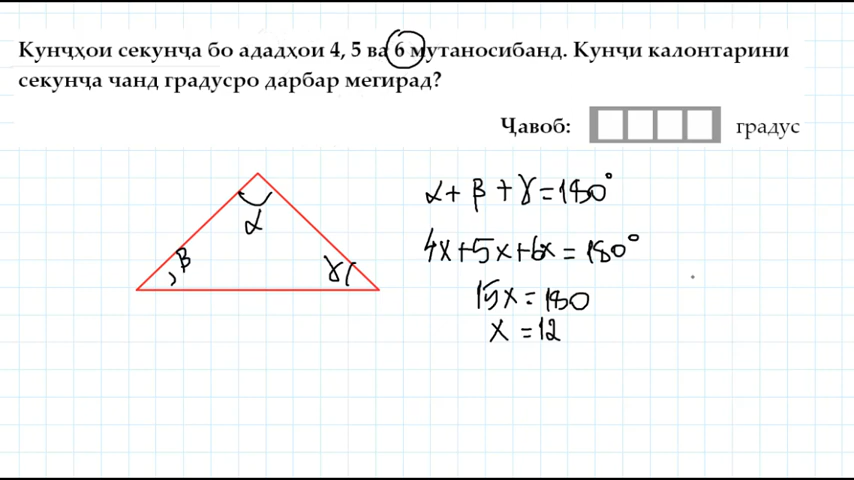 Кунҷҳои секунҷа бо ададҳои 4, 5 ва 6 мутаносибанд. Кунҷи калонтарини
секунҷа чанд градусро дарбар мегирад?
Ҷавоб: градус
α
β
γ
α + β + γ = 180°
4x+5x+6x = 180°
15x = 180
x = 12